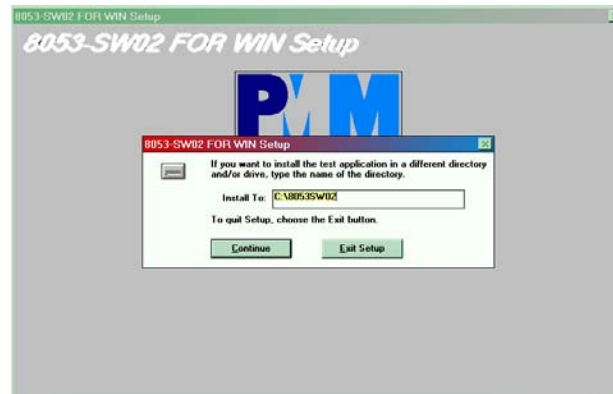 8053-SW02 FOR WIN Setup
8053-SW02 FOR WIN Setup
PMM
8053-SW02 FOR WIN Setup
If you want to install the test application in a different directory
and/or drive, type the name of the directory.
Install To: C:\8053SW02
To quit Setup, choose the Exit button.
Continue Exit Setup